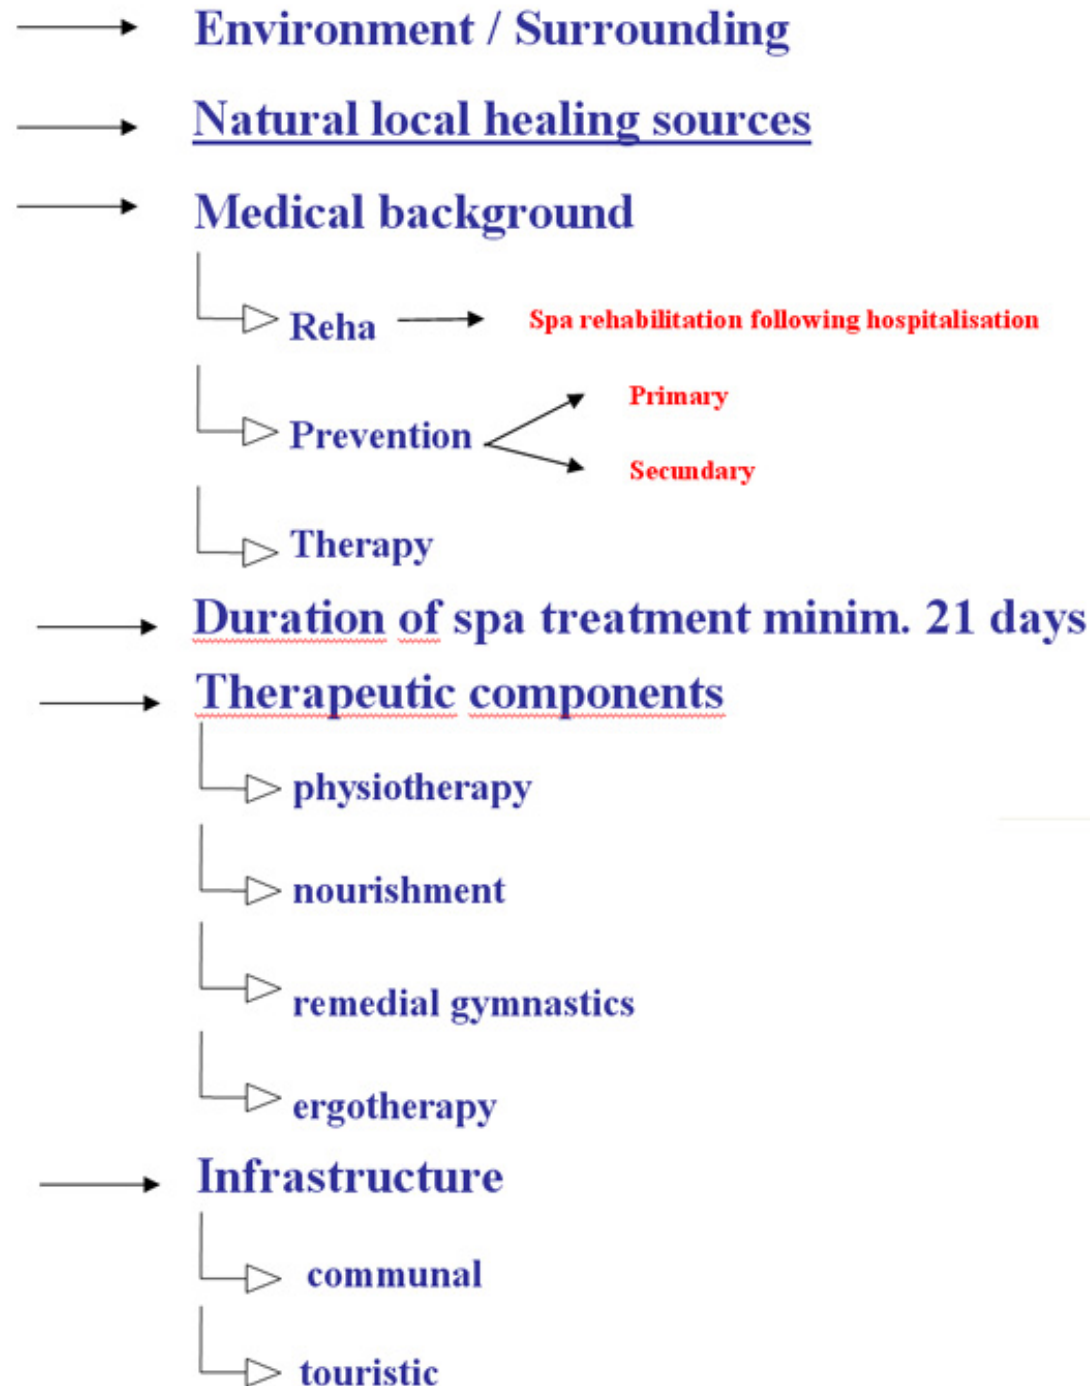 Environment / Surrounding
Natural local healing sources
Medical background
Reha
Spa rehabilitation following hospitalisation
Primary
Prevention
Secundary
Therapy
Duration of spa treatment minim. 21 days
Therapeutic components
physiotherapy
nourishment
remedial gymnastics
ergotherapy
Infrastructure
communal
touristic